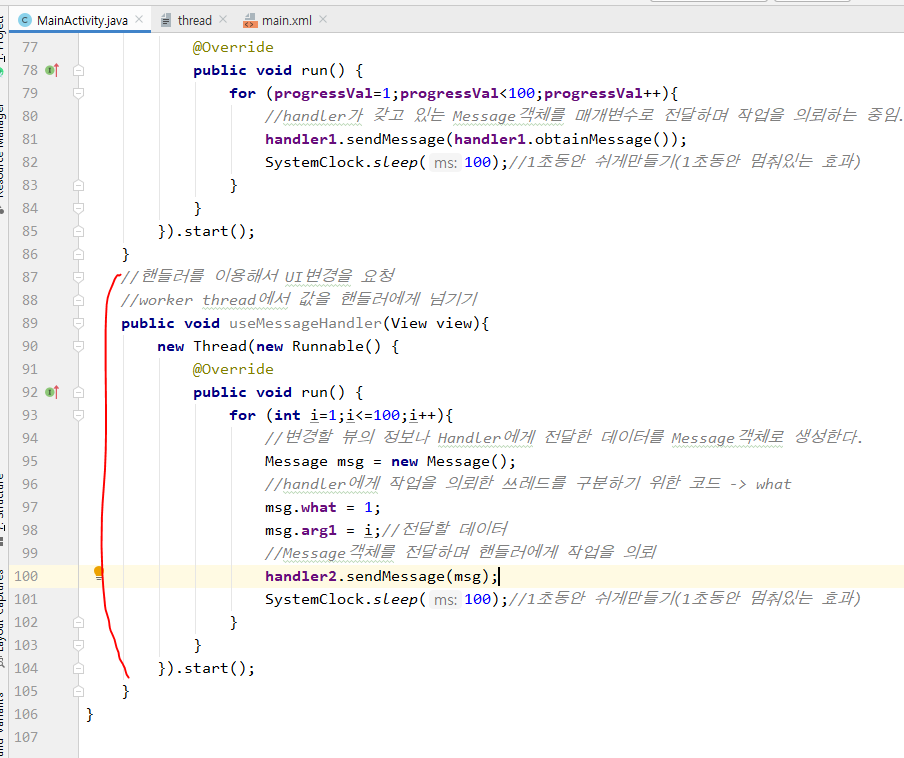 MainActivity.java × thread × main.xml ×
77 @Override
78 public void run() {
79 for (progressVal=1;progressVal<100;progressVal++){
80 //handler가 갖고 있는 Message객체를 매개변수로 전달하며 작업을 의뢰하는 중임.
81 handler1.sendMessage(handler1.obtainMessage());
82 SystemClock.sleep( ms: 100);//1초동안 쉬게만들기(1초동안 멈춰있는 효과)
83 }
84 }
85 }).start();
86 }
87 //핸들러를 이용해서 UI변경을 요청
88 //worker thread에서 값을 핸들러에게 넘기기
89 public void useMessageHandler(View view){
90 new Thread(new Runnable() {
91 @Override
92 public void run() {
93 for (int i=1;i<=100;i++){
94 //변경할 뷰의 정보나 Handler에게 전달한 데이터를 Message객체로 생성한다.
95 Message msg = new Message();
96 //handler에게 작업을 의뢰한 쓰레드를 구분하기 위한 코드 -> what
97 msg.what = 1;
98 msg.arg1 = i;//전달할 데이터
99 //Message객체를 전달하며 핸들러에게 작업을 의뢰
100 handler2.sendMessage(msg);
101 SystemClock.sleep( ms: 100);//1초동안 쉬게만들기(1초동안 멈춰있는 효과)
102 }
103 }
104 }).start();
105 }
106 }
107